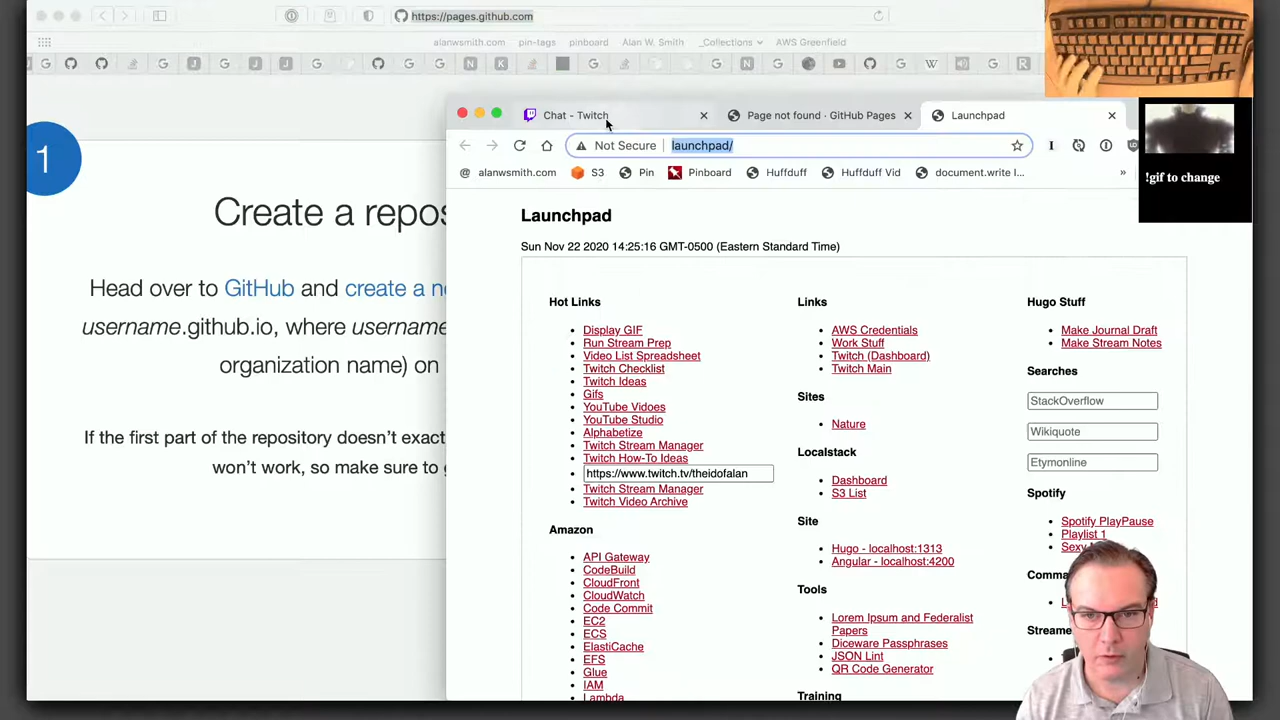 https://pages.github.com
alanwsmith.com pin-tags pinboard Alan W. Smith _Collections AWS Greenfield
1
Create a repos
Head over to GitHub and create a ne
username.github.io, where username
organization name) on
If the first part of the repository doesn't exact
won't work, so make sure to g
Chat - Twitch
Page not found · GitHub Pages
Launchpad
Not Secure
launchpad/
alanwsmith.com S3 Pin Pinboard Huffduff Huffduff Vid document.write I... »
!gif to change
Launchpad
Sun Nov 22 2020 14:25:16 GMT-0500 (Eastern Standard Time)
Hot Links
Display GIF
Run Stream Prep
Video List Spreadsheet
Twitch Checklist
Twitch Ideas
Gifs
YouTube Vidoes
YouTube Studio
Alphabetize
Twitch Stream Manager
Twitch How-To Ideas
https://www.twitch.tv/theidofalan
Twitch Stream Manager
Twitch Video Archive
Amazon
API Gateway
CodeBuild
CloudFront
CloudWatch
Code Commit
EC2
ECS
ElastiCache
EFS
Glue
IAM
Lambda
Links
AWS Credentials
Work Stuff
Twitch (Dashboard)
Twitch Main
Sites
Nature
Localstack
Dashboard
S3 List
Site
Hugo - localhost:1313
Angular - localhost:4200
Tools
Lorem Ipsum and Federalist
Papers
Diceware Passphrases
JSON Lint
QR Code Generator
Training
Hugo Stuff
Make Journal Draft
Make Stream Notes
Searches
StackOverflow
Wikiquote
Etymonline
Spotify
Spotify PlayPause
Playlist 1
Sexy
Comma
Streame